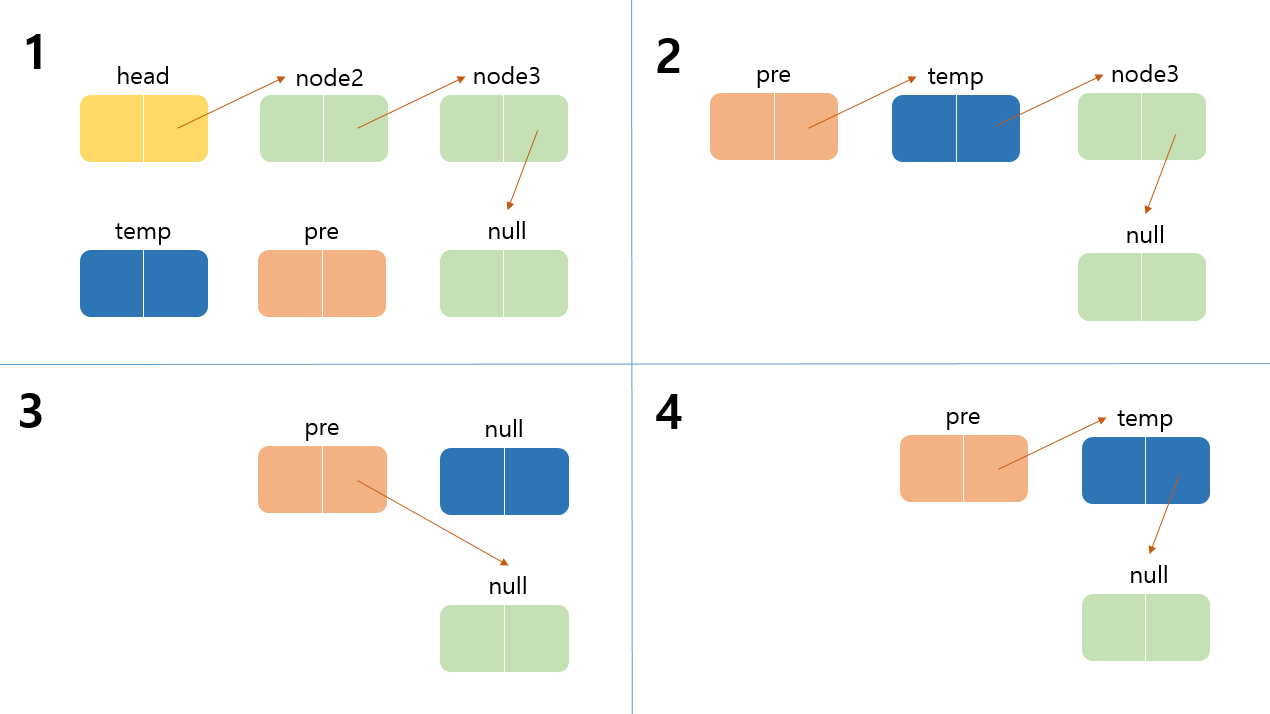 1
head
node2
node3
temp
pre
null
2
pre
temp
node3
null
3
pre
null
null
4
pre
temp
null